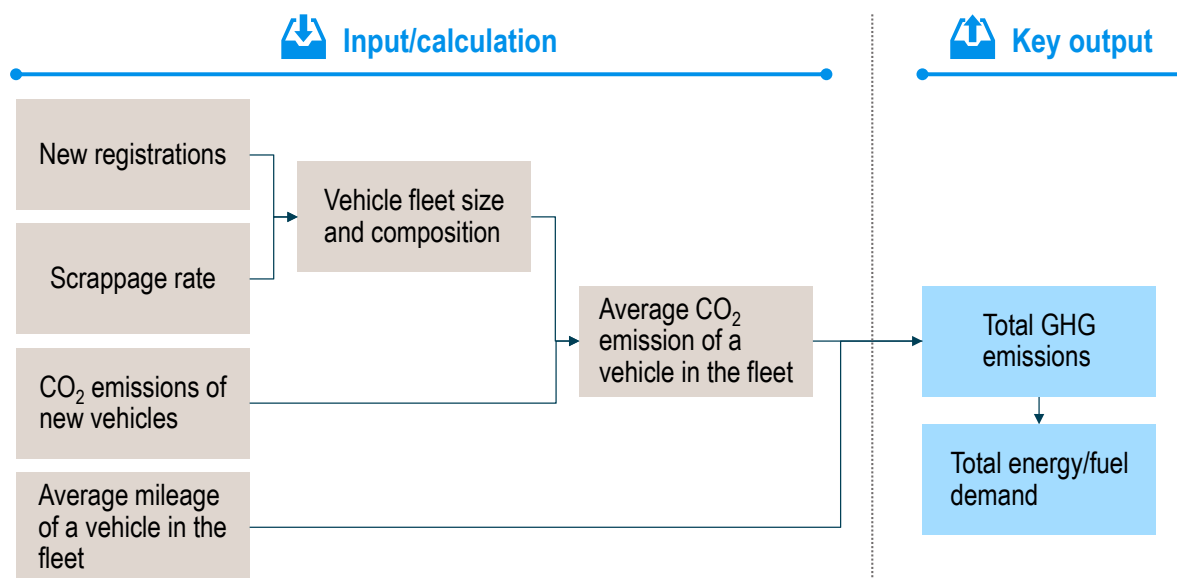 Input/calculation
Key output
New registrations
Vehicle fleet size
and composition
Scrappage rate
Average CO₂
emission of a
vehicle in the fleet
Total GHG
emissions
CO₂ emissions of
new vehicles
Total energy/fuel
demand
Average mileage
of a vehicle in the
fleet